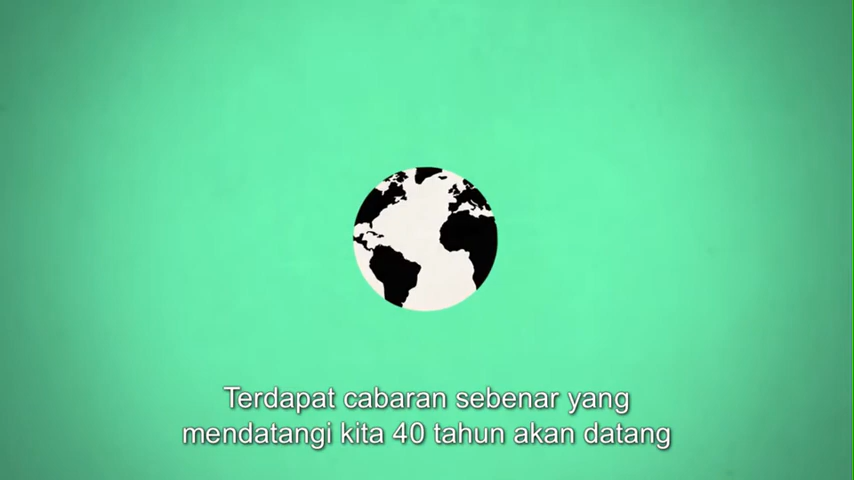 Terdapat cabaran sebenar yang
mendatangi kita 40 tahun akan datang